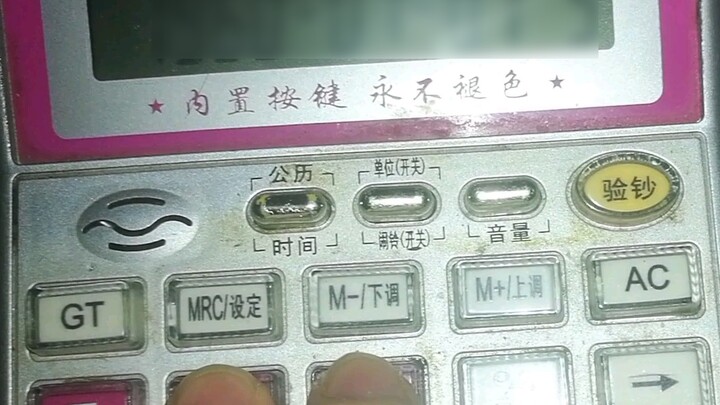 ★ 内置按键 永不褪色 ★
公历 单位(开关)
验钞
时间 闹铃(开关) 音量
GT MRC/设定 M-/下调 M+/上调 AC
→